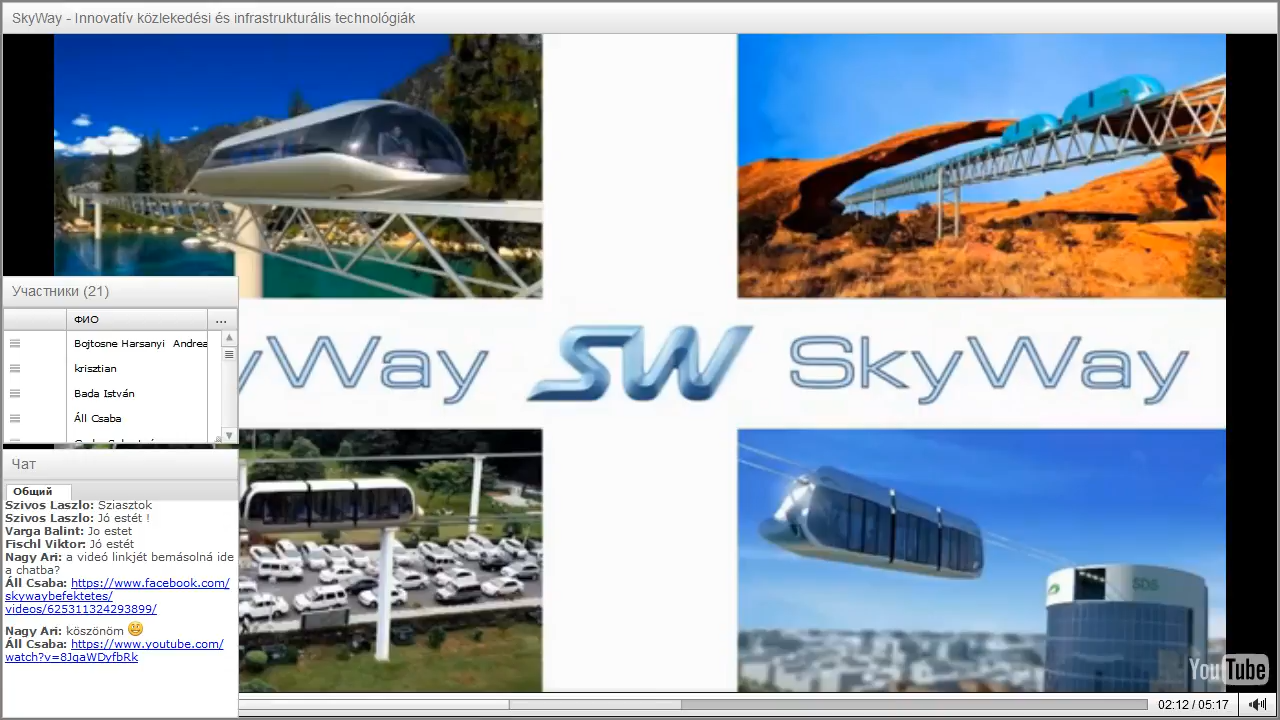 SkyWay - Innovatív közlekedési és infrastrukturális technológiák
Участники (21)
ФИО
...
Bojtosne Harsanyi Andrea
krisztian
Bada István
Áll Csaba
yWay SW SkyWay
Чат
Общий
Szivos Laszlo: Sziasztok
Szivos Laszlo: Jó estét !
Varga Balint: Jo estet
Fischl Viktor: Jó estét
Nagy Ari: a videó linkjét bemásolná ide
a chatba?
Áll Csaba: https://www.facebook.com/
skywaybefektetes/
videos/625311324293899/
Nagy Ari: köszönöm
Áll Csaba: https://www.youtube.com/
watch?v=8JgaWDyfbRk
SDS
YouTube
02:12 / 05:17